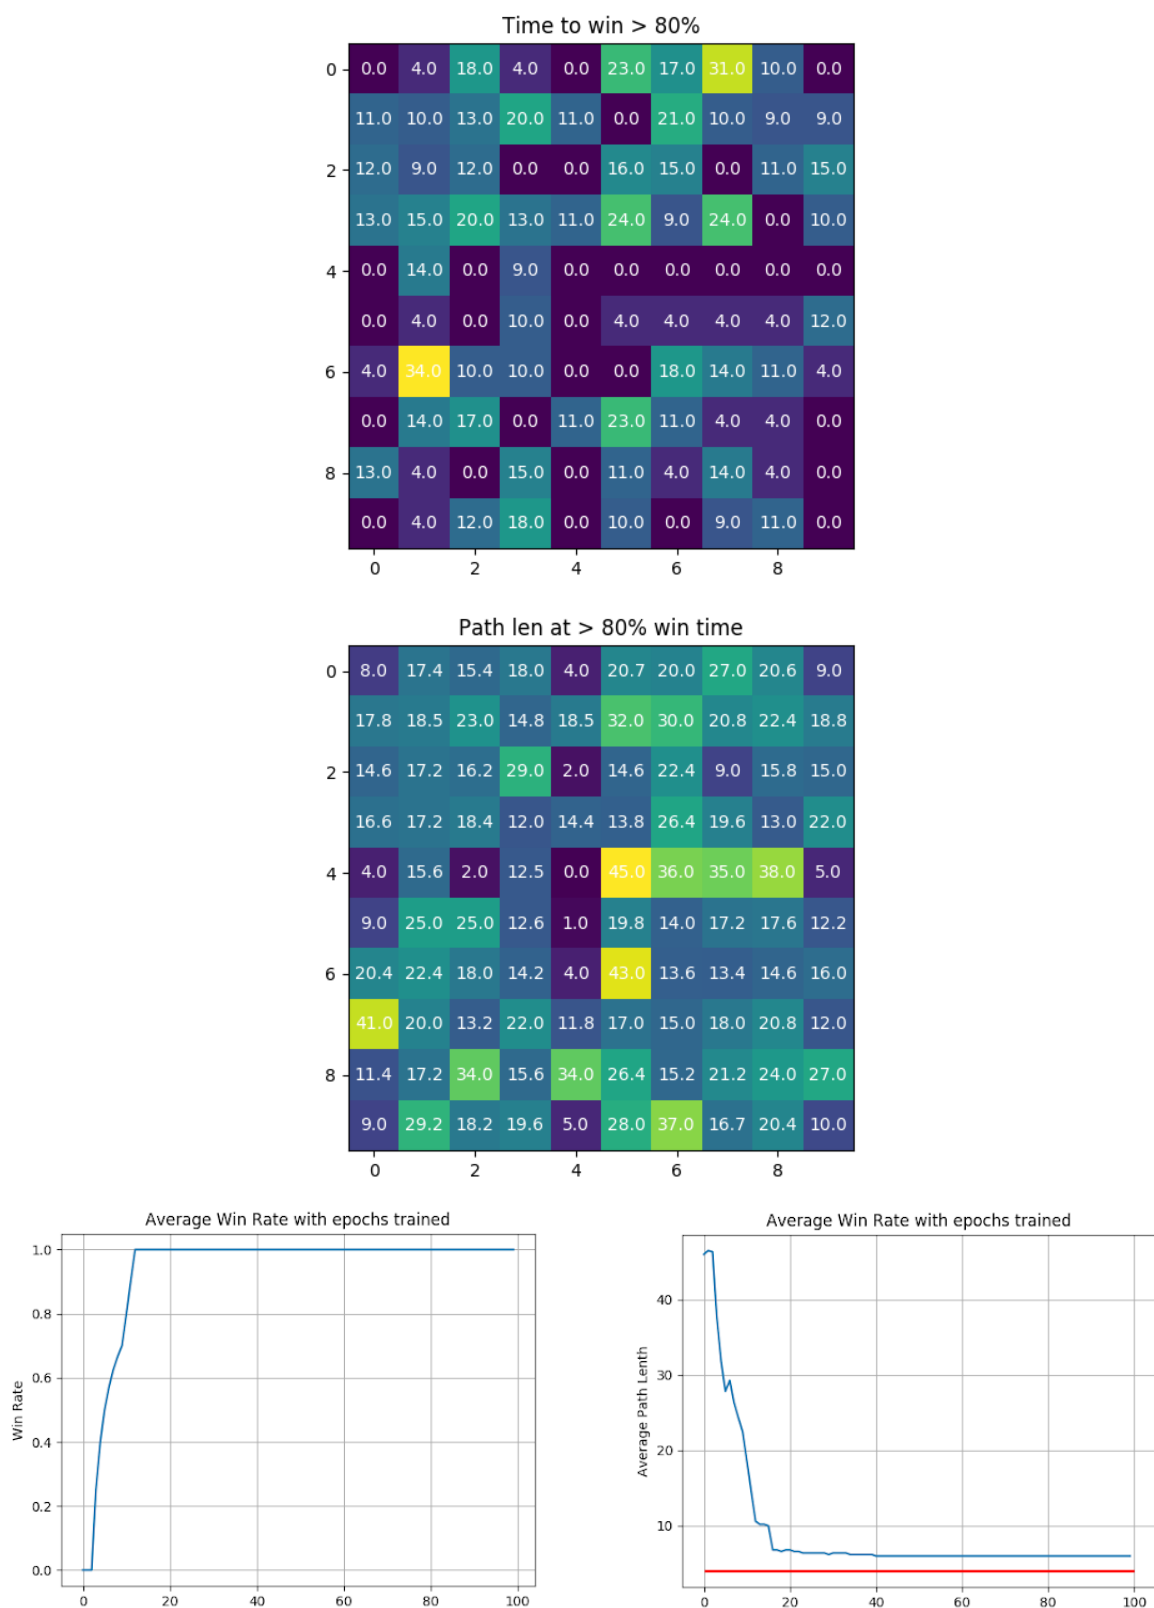 Time to win > 80%
0 0.0 4.0 18.0 4.0 0.0 23.0 17.0 31.0 10.0 0.0
11.0 10.0 13.0 20.0 11.0 0.0 21.0 10.0 9.0 9.0
2 12.0 9.0 12.0 0.0 0.0 16.0 15.0 0.0 11.0 15.0
13.0 15.0 20.0 13.0 11.0 24.0 9.0 24.0 0.0 10.0
4 0.0 14.0 0.0 9.0 0.0 0.0 0.0 0.0 0.0 0.0
0.0 4.0 0.0 10.0 0.0 4.0 4.0 4.0 4.0 12.0
6 4.0 34.0 10.0 10.0 0.0 0.0 18.0 14.0 11.0 4.0
0.0 14.0 17.0 0.0 11.0 23.0 11.0 4.0 4.0 0.0
8 13.0 4.0 0.0 15.0 0.0 11.0 4.0 14.0 4.0 0.0
0.0 4.0 12.0 18.0 0.0 10.0 0.0 9.0 11.0 0.0
0 2 4 6 8
Path len at > 80% win time
0 8.0 17.4 15.4 18.0 4.0 20.7 20.0 27.0 20.6 9.0
17.8 18.5 23.0 14.8 18.5 32.0 30.0 20.8 22.4 18.8
2 14.6 17.2 16.2 29.0 2.0 14.6 22.4 9.0 15.8 15.0
16.6 17.2 18.4 12.0 14.4 13.8 26.4 19.6 13.0 22.0
4 4.0 15.6 2.0 12.5 0.0 45.0 36.0 35.0 38.0 5.0
9.0 25.0 25.0 12.6 1.0 19.8 14.0 17.2 17.6 12.2
6 20.4 22.4 18.0 14.2 4.0 43.0 13.6 13.4 14.6 16.0
41.0 20.0 13.2 22.0 11.8 17.0 15.0 18.0 20.8 12.0
8 11.4 17.2 34.0 15.6 34.0 26.4 15.2 21.2 24.0 27.0
9.0 29.2 18.2 19.6 5.0 28.0 37.0 16.7 20.4 10.0
0 2 4 6 8
Average Win Rate with epochs trained
Win Rate
1.0
0.8
0.6
0.4
0.2
0.0
0 20 40 60 80 100
Average Win Rate with epochs trained
Average Path Lenth
40
30
20
10
0 20 40 60 80 100